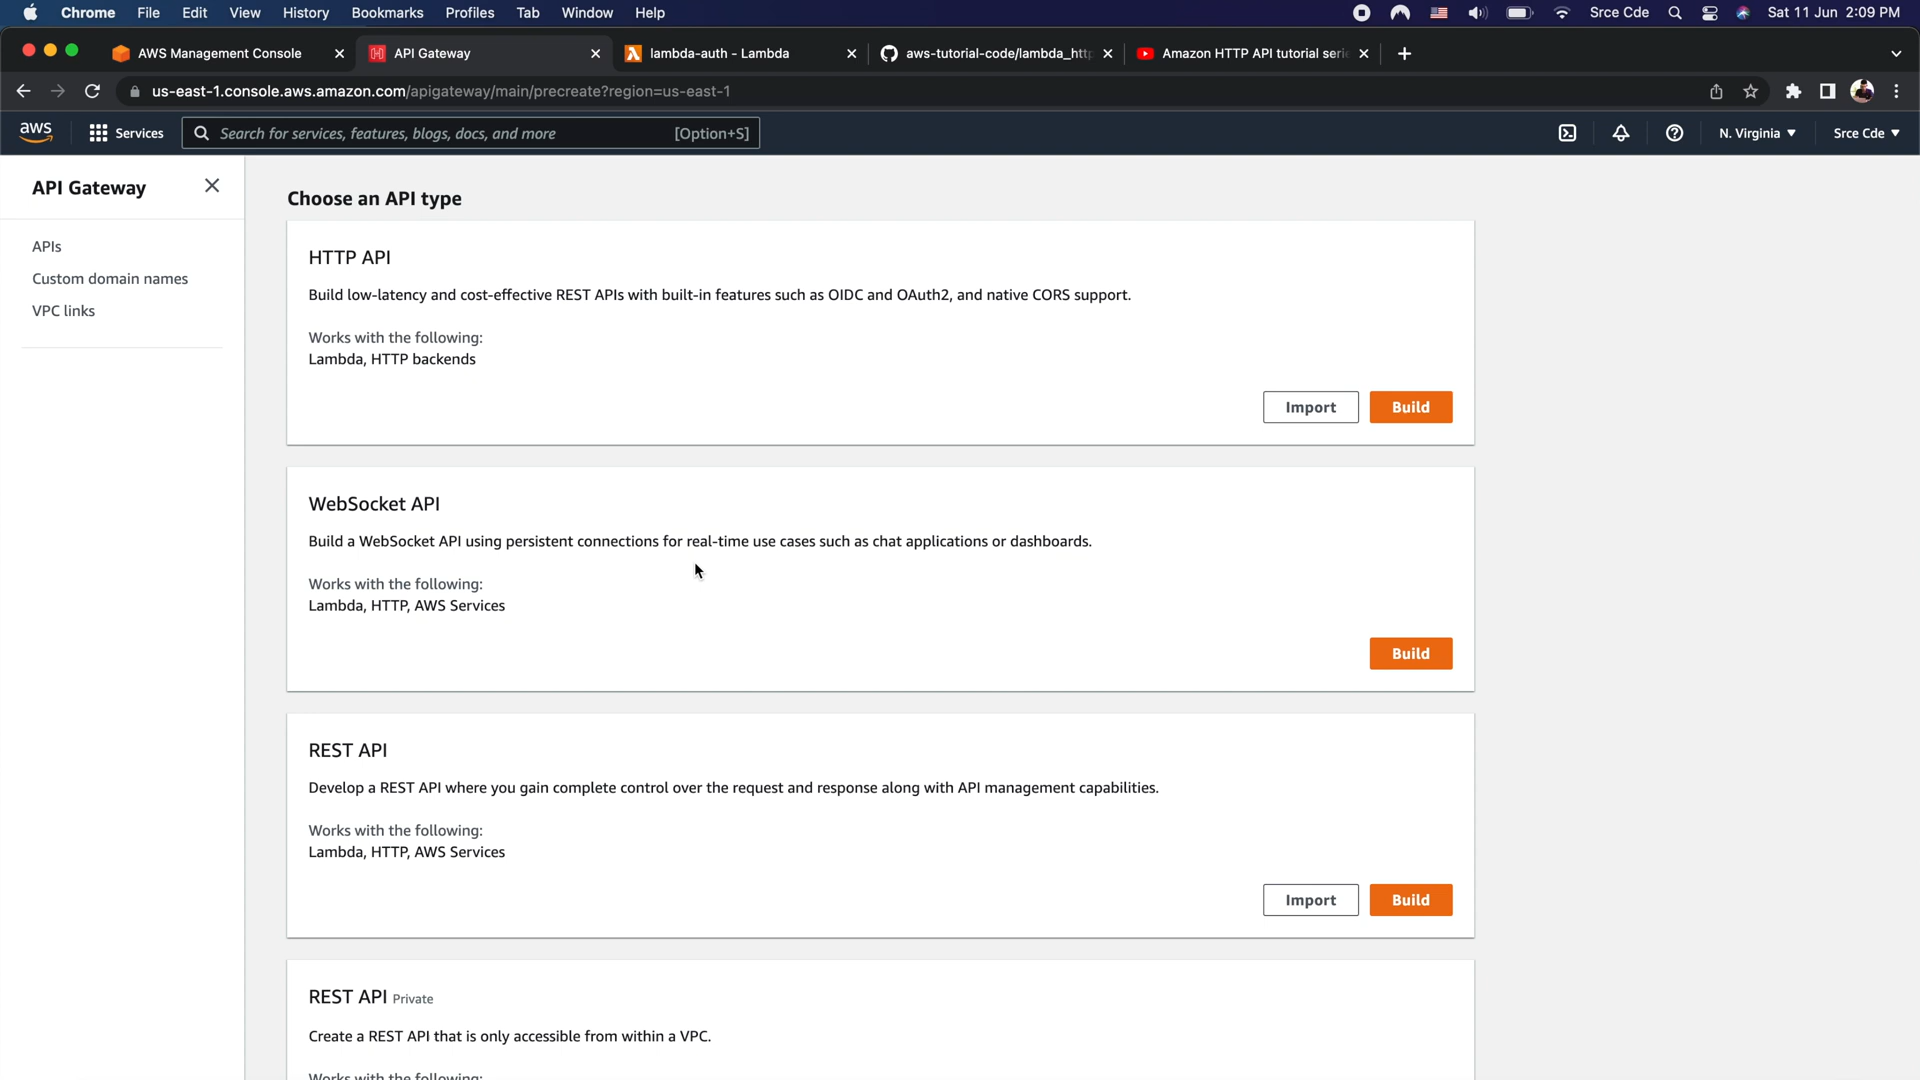 Chrome File Edit View History Bookmarks Profiles Tab Window Help Srce Cde Sat 11 Jun 2:09 PM
AWS Management Console API Gateway lambda-auth - Lambda aws-tutorial-code/lambda_htt Amazon HTTP API tutorial seri
us-east-1.console.aws.amazon.com/apigateway/main/precreate?region=us-east-1
aws Services Search for services, features, blogs, docs, and more [Option+S] N. Virginia Srce Cde
API Gateway
APIs
Custom domain names
VPC links
Choose an API type
HTTP API
Build low-latency and cost-effective REST APIs with built-in features such as OIDC and OAuth2, and native CORS support.
Works with the following:
Lambda, HTTP backends
Import Build
WebSocket API
Build a WebSocket API using persistent connections for real-time use cases such as chat applications or dashboards.
Works with the following:
Lambda, HTTP, AWS Services
Build
REST API
Develop a REST API where you gain complete control over the request and response along with API management capabilities.
Works with the following:
Lambda, HTTP, AWS Services
Import Build
REST API Private
Create a REST API that is only accessible from within a VPC.
Works with the following: